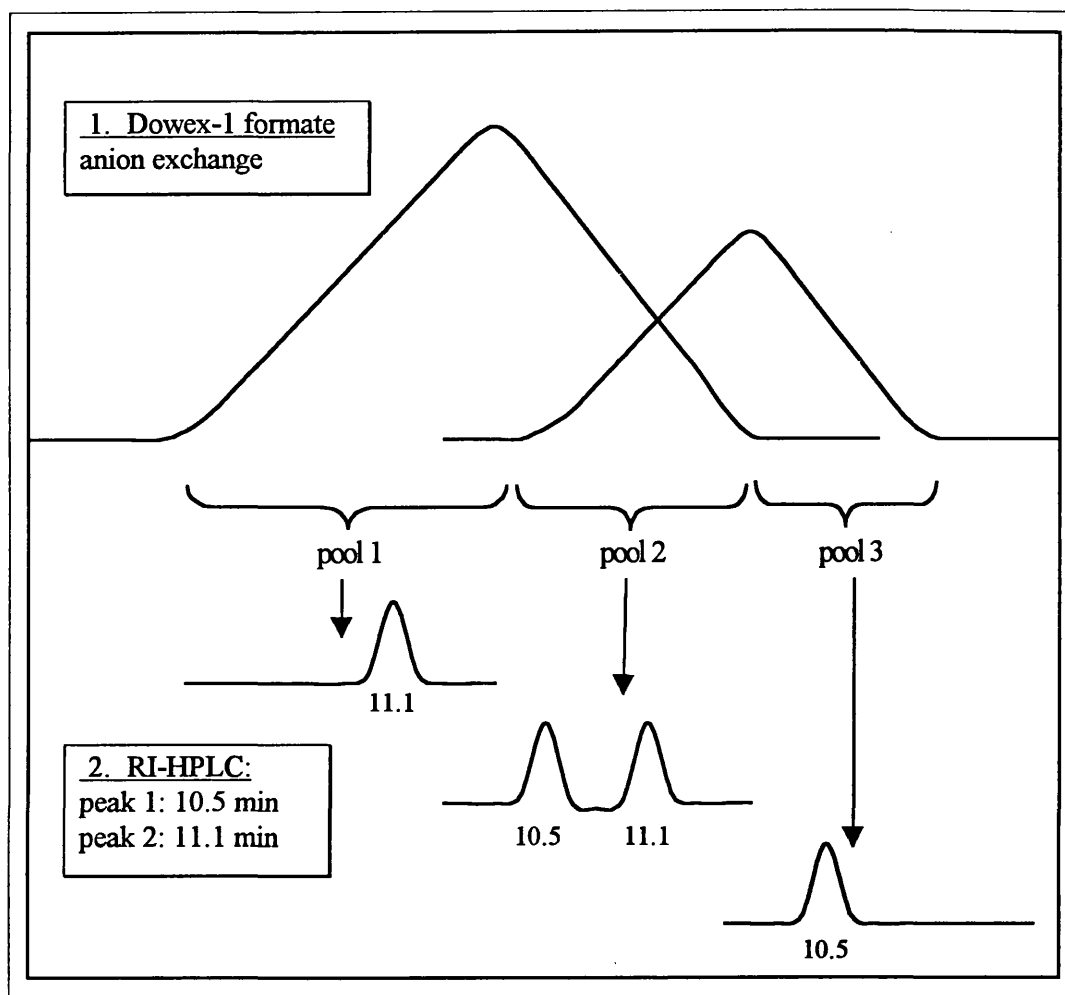 1. Dowex-1 formate
anion exchange
pool 1
pool 2
pool 3
11.1
10.5
11.1
2. RI-HPLC:
peak 1: 10.5 min
peak 2: 11.1 min
10.5